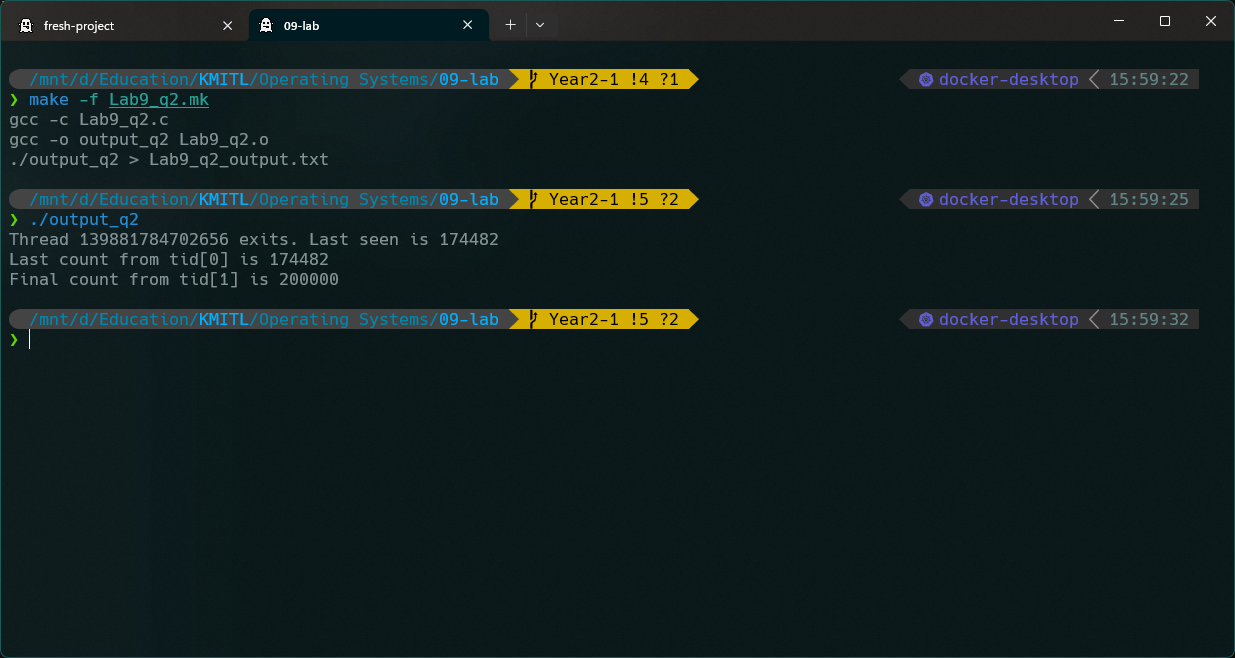 fresh-project
09-lab
/mnt/d/Education/KMITL/Operating Systems/09-lab Year2-1 !4 ?1 docker-desktop 15:59:22
❯ make -f Lab9_q2.mk
gcc -c Lab9_q2.c
gcc -o output_q2 Lab9_q2.o
./output_q2 > Lab9_q2_output.txt
/mnt/d/Education/KMITL/Operating Systems/09-lab Year2-1 !5 ?2 docker-desktop 15:59:25
❯ ./output_q2
Thread 139881784702656 exits. Last seen is 174482
Last count from tid[0] is 174482
Final count from tid[1] is 200000
/mnt/d/Education/KMITL/Operating Systems/09-lab Year2-1 !5 ?2 docker-desktop 15:59:32
❯